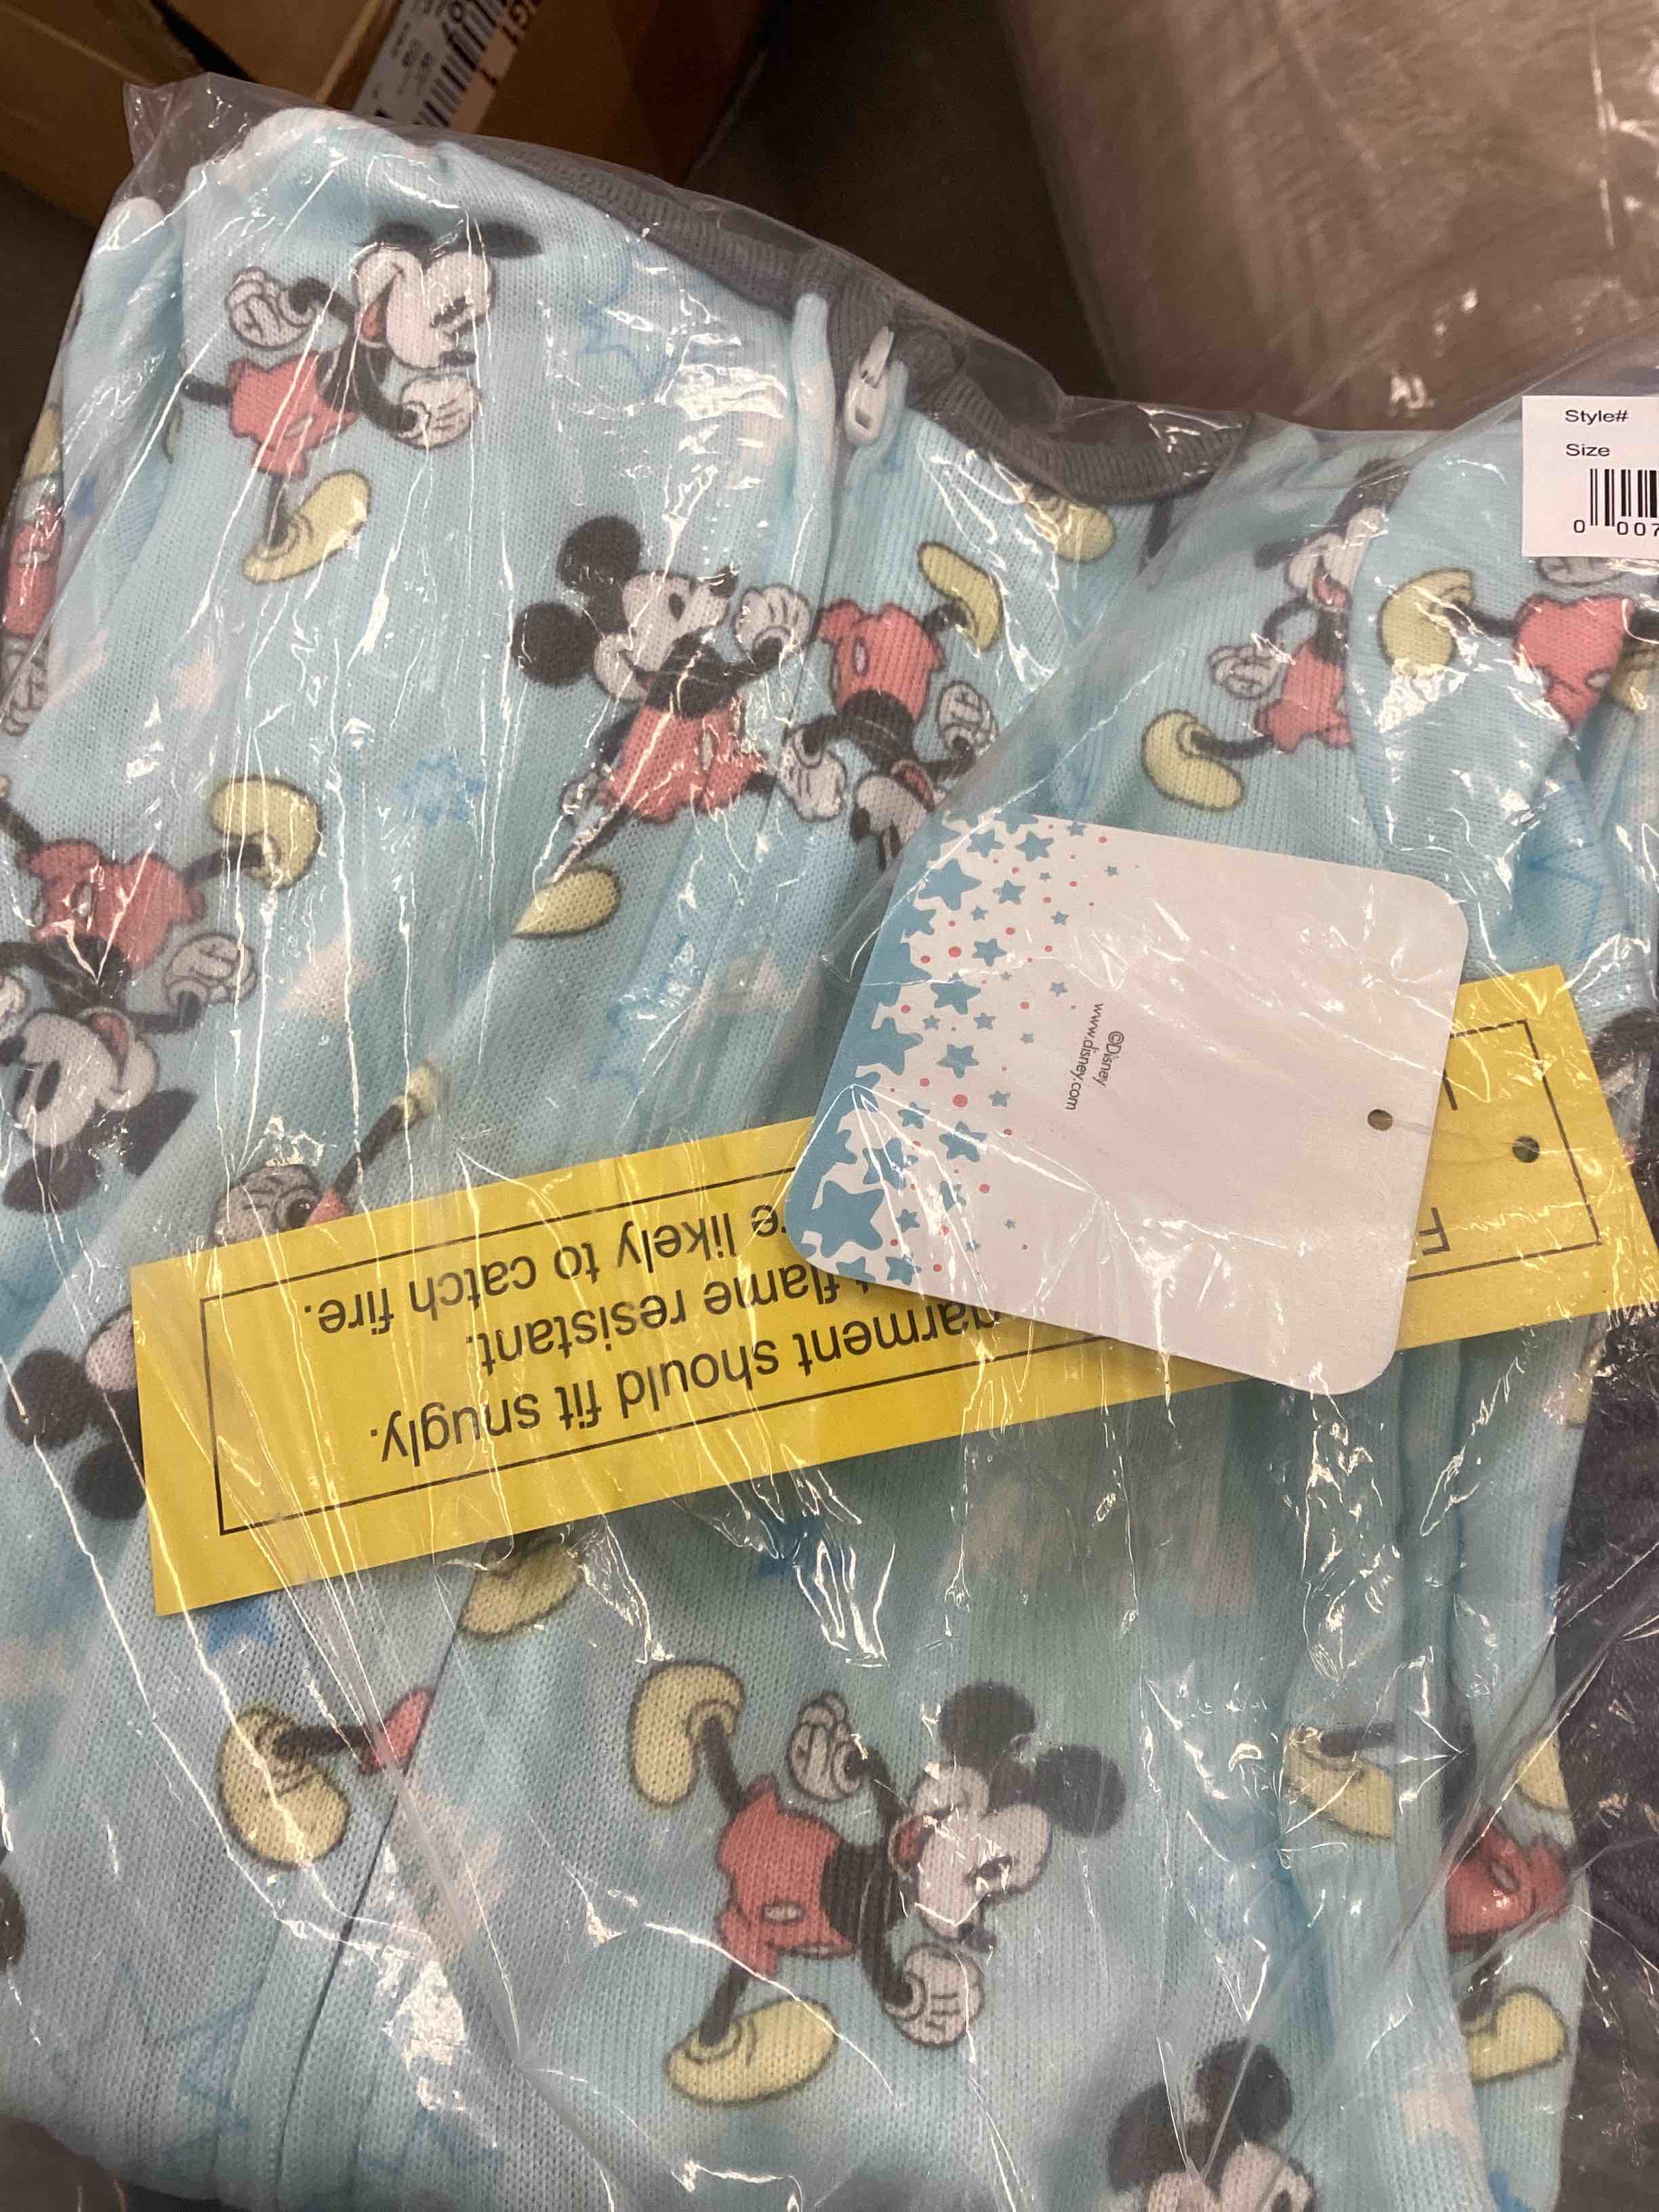 Style#
Size
0 007
©Disney
www.disney.com
garment should fit snugly.
flame resistant.
likely to catch fire.